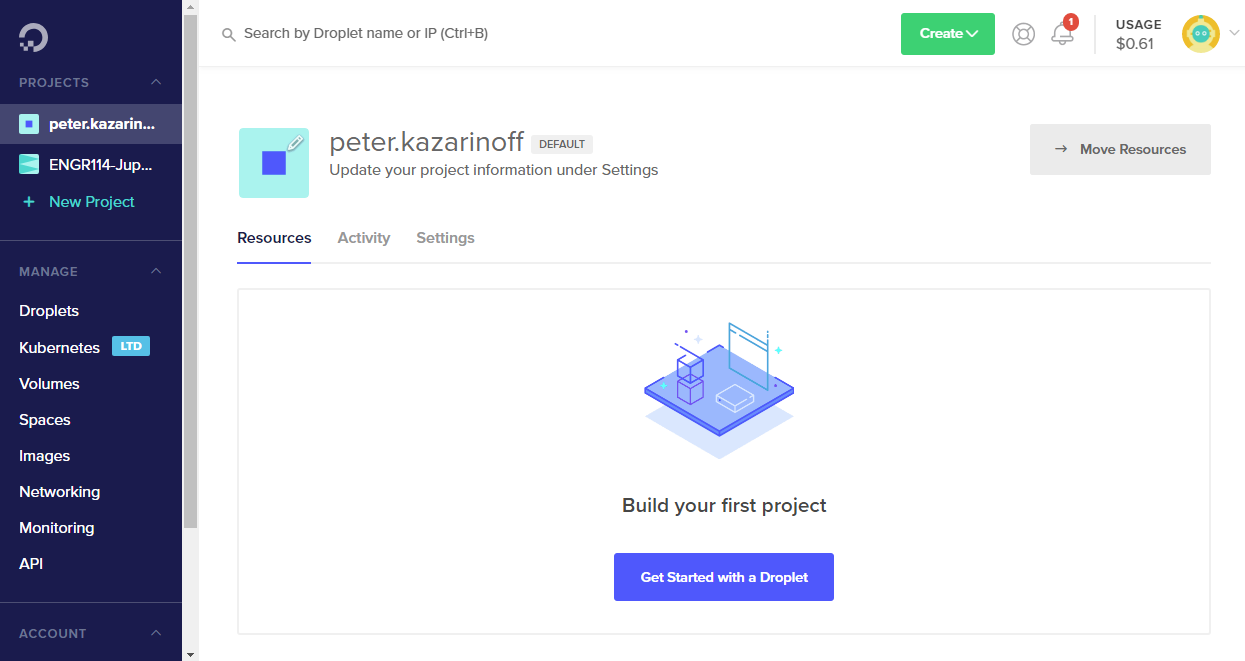 Search by Droplet name or IP (Ctrl+B)
Create
1
USAGE
$0.61
PROJECTS
peter.kazarin...
ENGR114-Jup...
+ New Project
MANAGE
Droplets
Kubernetes LTD
Volumes
Spaces
Images
Networking
Monitoring
API
ACCOUNT
peter.kazarinoff DEFAULT
Update your project information under Settings
→ Move Resources
Resources Activity Settings
Build your first project
Get Started with a Droplet